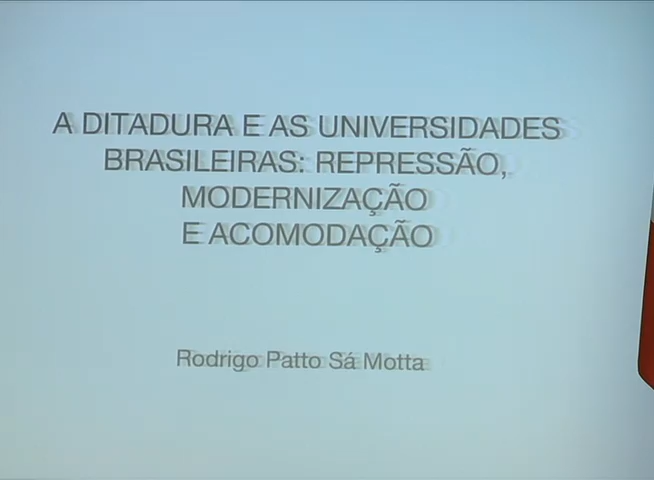 A DITADURA E AS UNIVERSIDADES
BRASILEIRAS: REPRESSÃO,
MODERNIZAÇÃO
E ACOMODAÇÃO
Rodrigo Patto Sá Motta